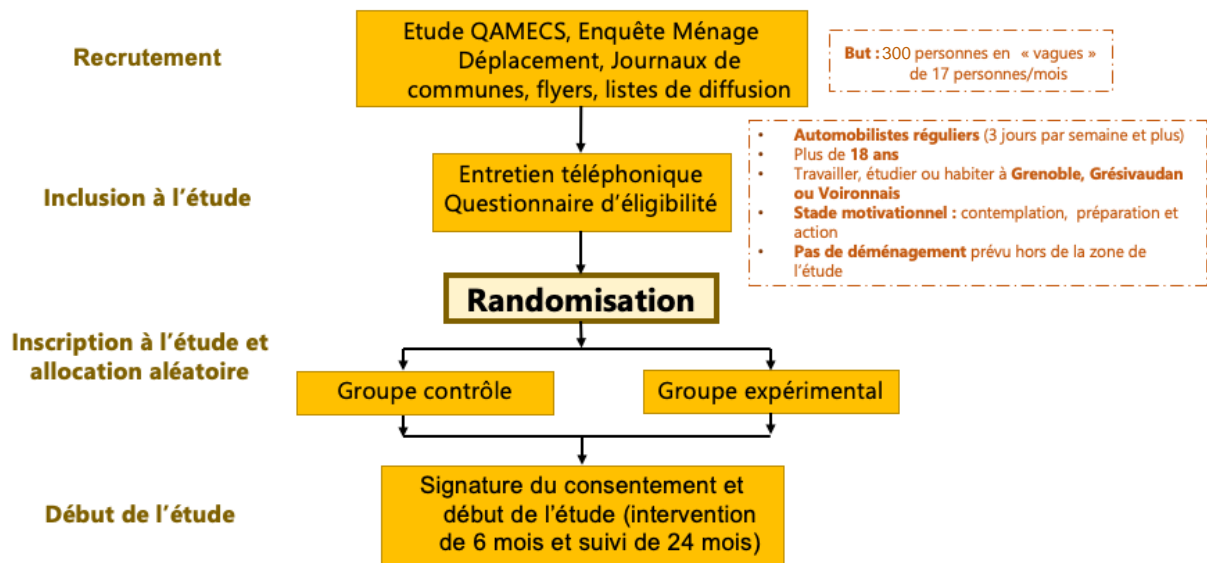 Recrutement
Etude QAMECS, Enquête Ménage
Déplacement, Journaux de
communes, flyers, listes de diffusion
But : 300 personnes en « vagues »
de 17 personnes/mois
Inclusion à l'étude
Entretien téléphonique
Questionnaire d'éligibilité
• Automobilistes réguliers (3 jours par semaine et plus)
• Plus de 18 ans
• Travailler, étudier ou habiter à Grenoble, Grésivaudan
ou Voironnais
• Stade motivationnel : contemplation, préparation et
action
• Pas de déménagement prévu hors de la zone de
l'étude
Randomisation
Inscription à l'étude et
allocation aléatoire
Groupe contrôle
Groupe expérimental
Début de l'étude
Signature du consentement et
début de l'étude (intervention
de 6 mois et suivi de 24 mois)